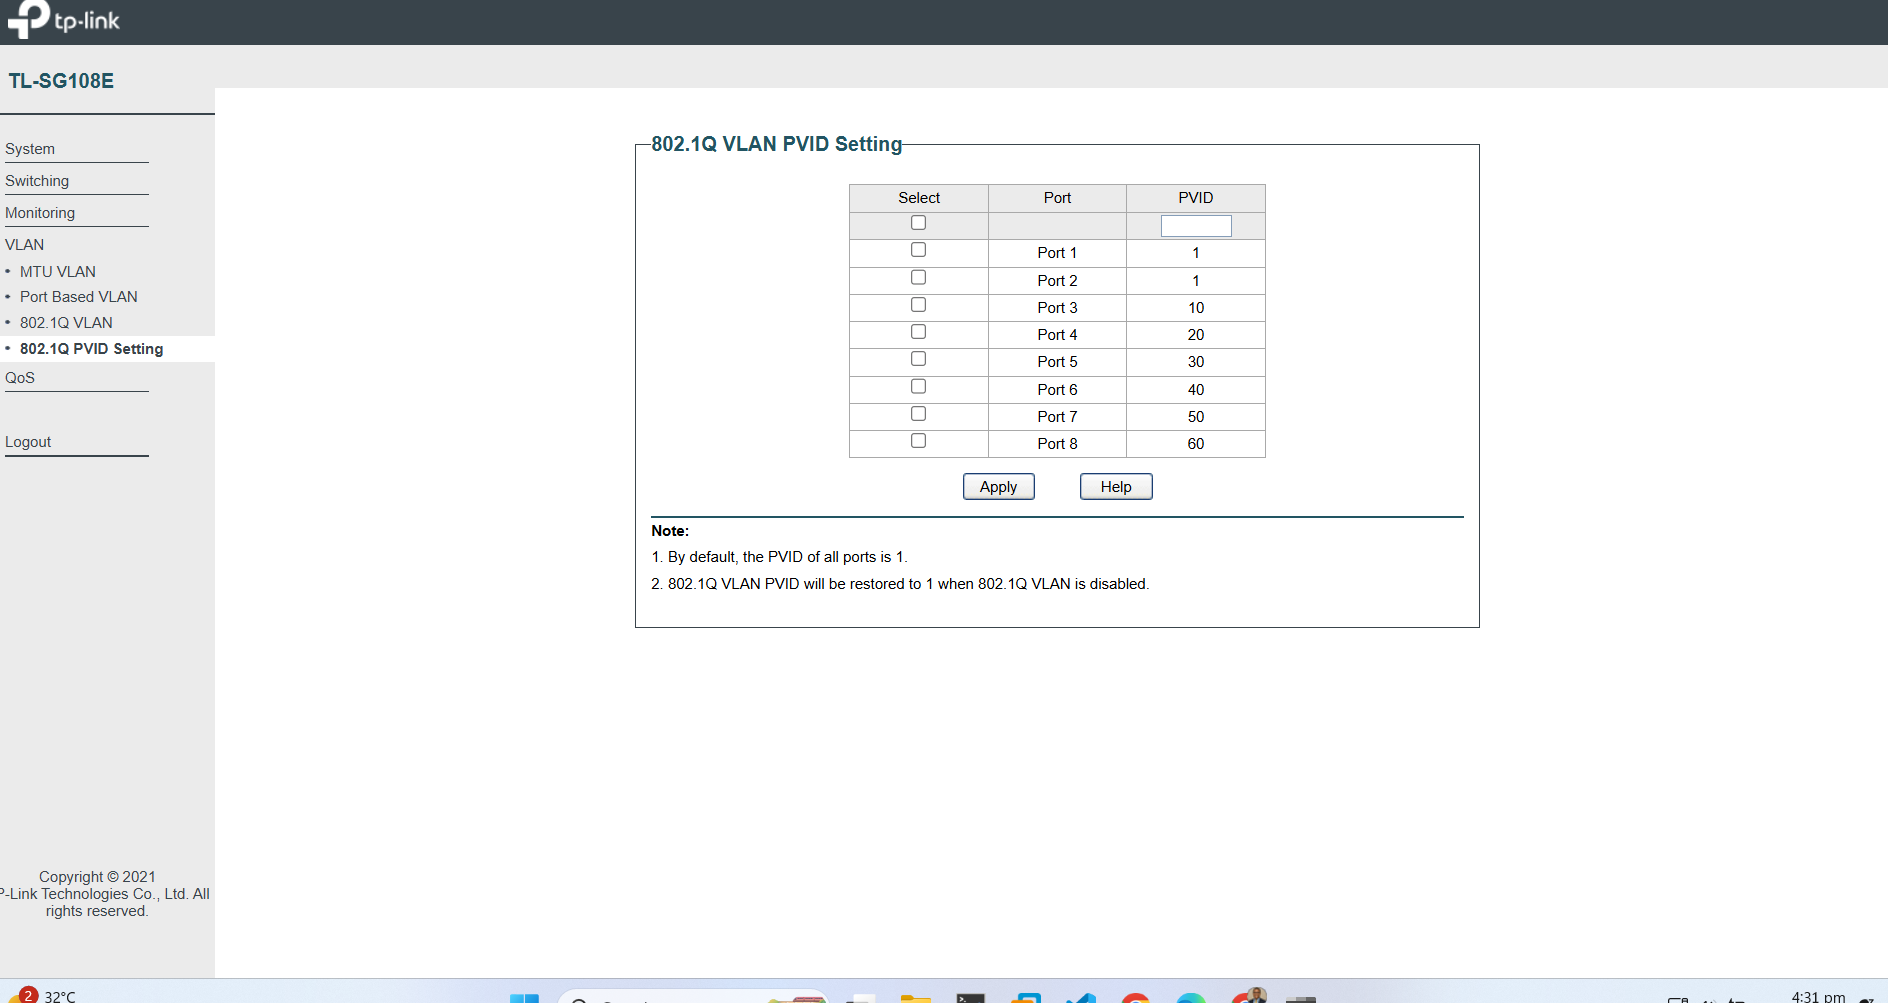 tp-link
TL-SG108E
System
Switching
Monitoring
VLAN
• MTU VLAN
• Port Based VLAN
• 802.1Q VLAN
• 802.1Q PVID Setting
QoS
Logout
Copyright © 2021
P-Link Technologies Co., Ltd. All
rights reserved.
802.1Q VLAN PVID Setting
Select Port PVID
Port 1 1
Port 2 1
Port 3 10
Port 4 20
Port 5 30
Port 6 40
Port 7 50
Port 8 60
Apply Help
Note:
1. By default, the PVID of all ports is 1.
2. 802.1Q VLAN PVID will be restored to 1 when 802.1Q VLAN is disabled.
2 32°C
4:31 pm